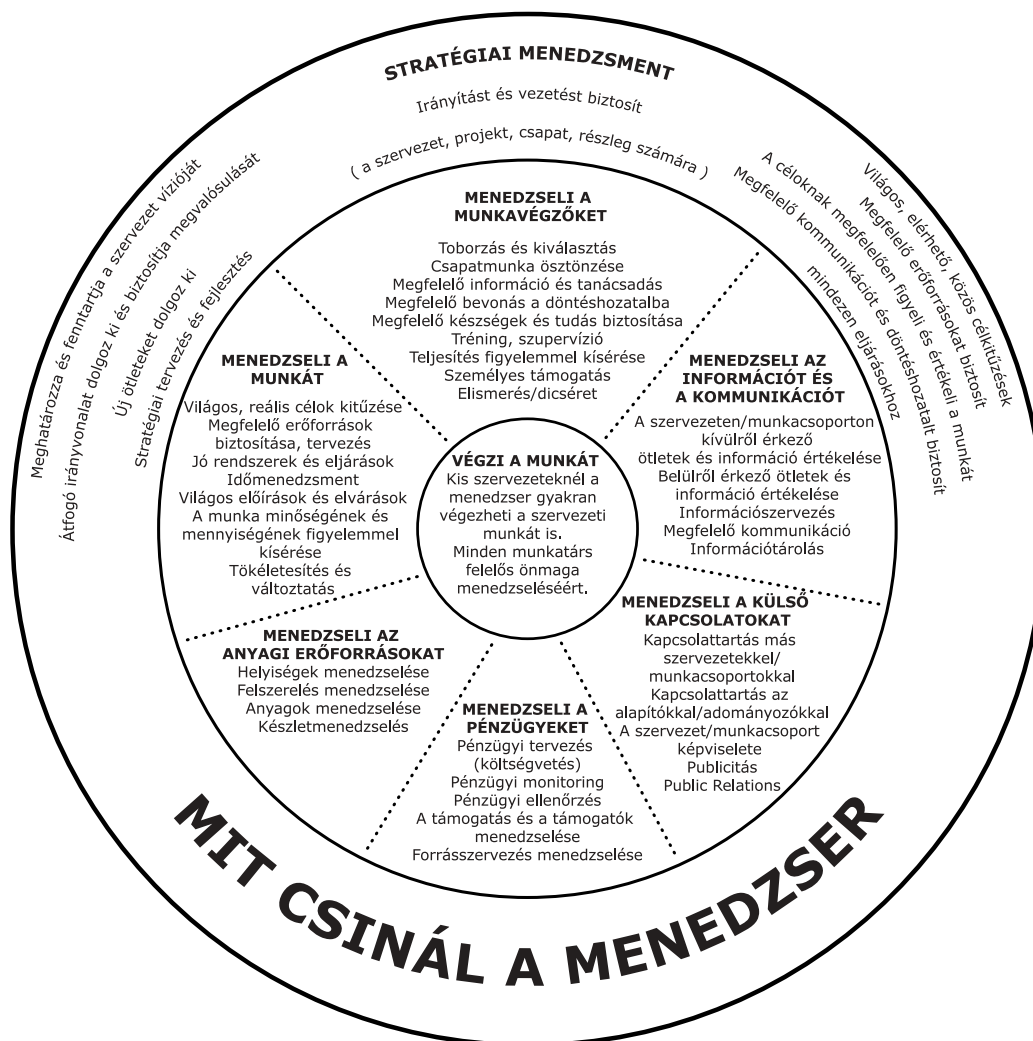 STRATÉGIAI MENEDZSMENT
Irányítást és vezetést biztosít
( a szervezet, projekt, csapat, részleg számára )
Meghatározza és fenntartja a szervezet vízióját
Átfogó irányvonalat dolgoz ki és biztosítja megvalósulását
Új ötleteket dolgoz ki
Stratégiai tervezés és fejlesztés
Világos, elérhető, közös célkitűzések
Megfelelő erőforrásokat biztosít
A céloknak megfelelően figyeli és értékeli a munkát
Megfelelő kommunikációt és döntéshozatalt biztosít
mindezen eljárásokhoz
MENEDZSELI A
MUNKAVÉGZŐKET
Toborzás és kiválasztás
Csapatmunka ösztönzése
Megfelelő információ és tanácsadás
Megfelelő bevonás a döntéshozatalba
Megfelelő készségek és tudás biztosítása
Tréning, szupervízió
Teljesítés figyelemmel kísérése
Személyes támogatás
Elismerés/dicséret
MENEDZSELI A
MUNKÁT
Világos, reális célok kitűzése
Megfelelő erőforrások
biztosítása, tervezés
Jó rendszerek és eljárások
Időmenedzsment
Világos előírások és elvárások
A munka minőségének és
mennyiségének figyelemmel
kísérése
Tökéletesítés és
változtatás
MENEDZSELI AZ
INFORMÁCIÓT ÉS
A KOMMUNIKÁCIÓT
A szervezeten/munkacsoporton
kívülről érkező
ötletek és információ értékelése
Belülről érkező ötletek és
információ értékelése
Információszervezés
Megfelelő kommunikáció
Információtárolás
VÉGZI A MUNKÁT
Kis szervezeteknél a
menedzser gyakran
végezheti a szervezeti
munkát is.
Minden munkatárs
felelős önmaga
menedzseléséért.
MENEDZSELI AZ
ANYAGI ERŐFORRÁSOKAT
Helyiségek menedzselése
Felszerelés menedzselése
Anyagok menedzselése
Készletmenedzselés
MENEDZSELI A
PÉNZÜGYEKET
Pénzügyi tervezés
(költségvetés)
Pénzügyi monitoring
Pénzügyi ellenőrzés
A támogatás és a támogatók
menedzselése
Forrásszervezés menedzselése
MENEDZSELI A KÜLSŐ
KAPCSOLATOKAT
Kapcsolattartás más
szervezetekkel/
munkacsoportokkal
Kapcsolattartás az
alapítókkal/adományozókkal
A szervezet/munkacsoport
képviselete
Publicitás
Public Relations
MIT CSINÁL A MENEDZSER